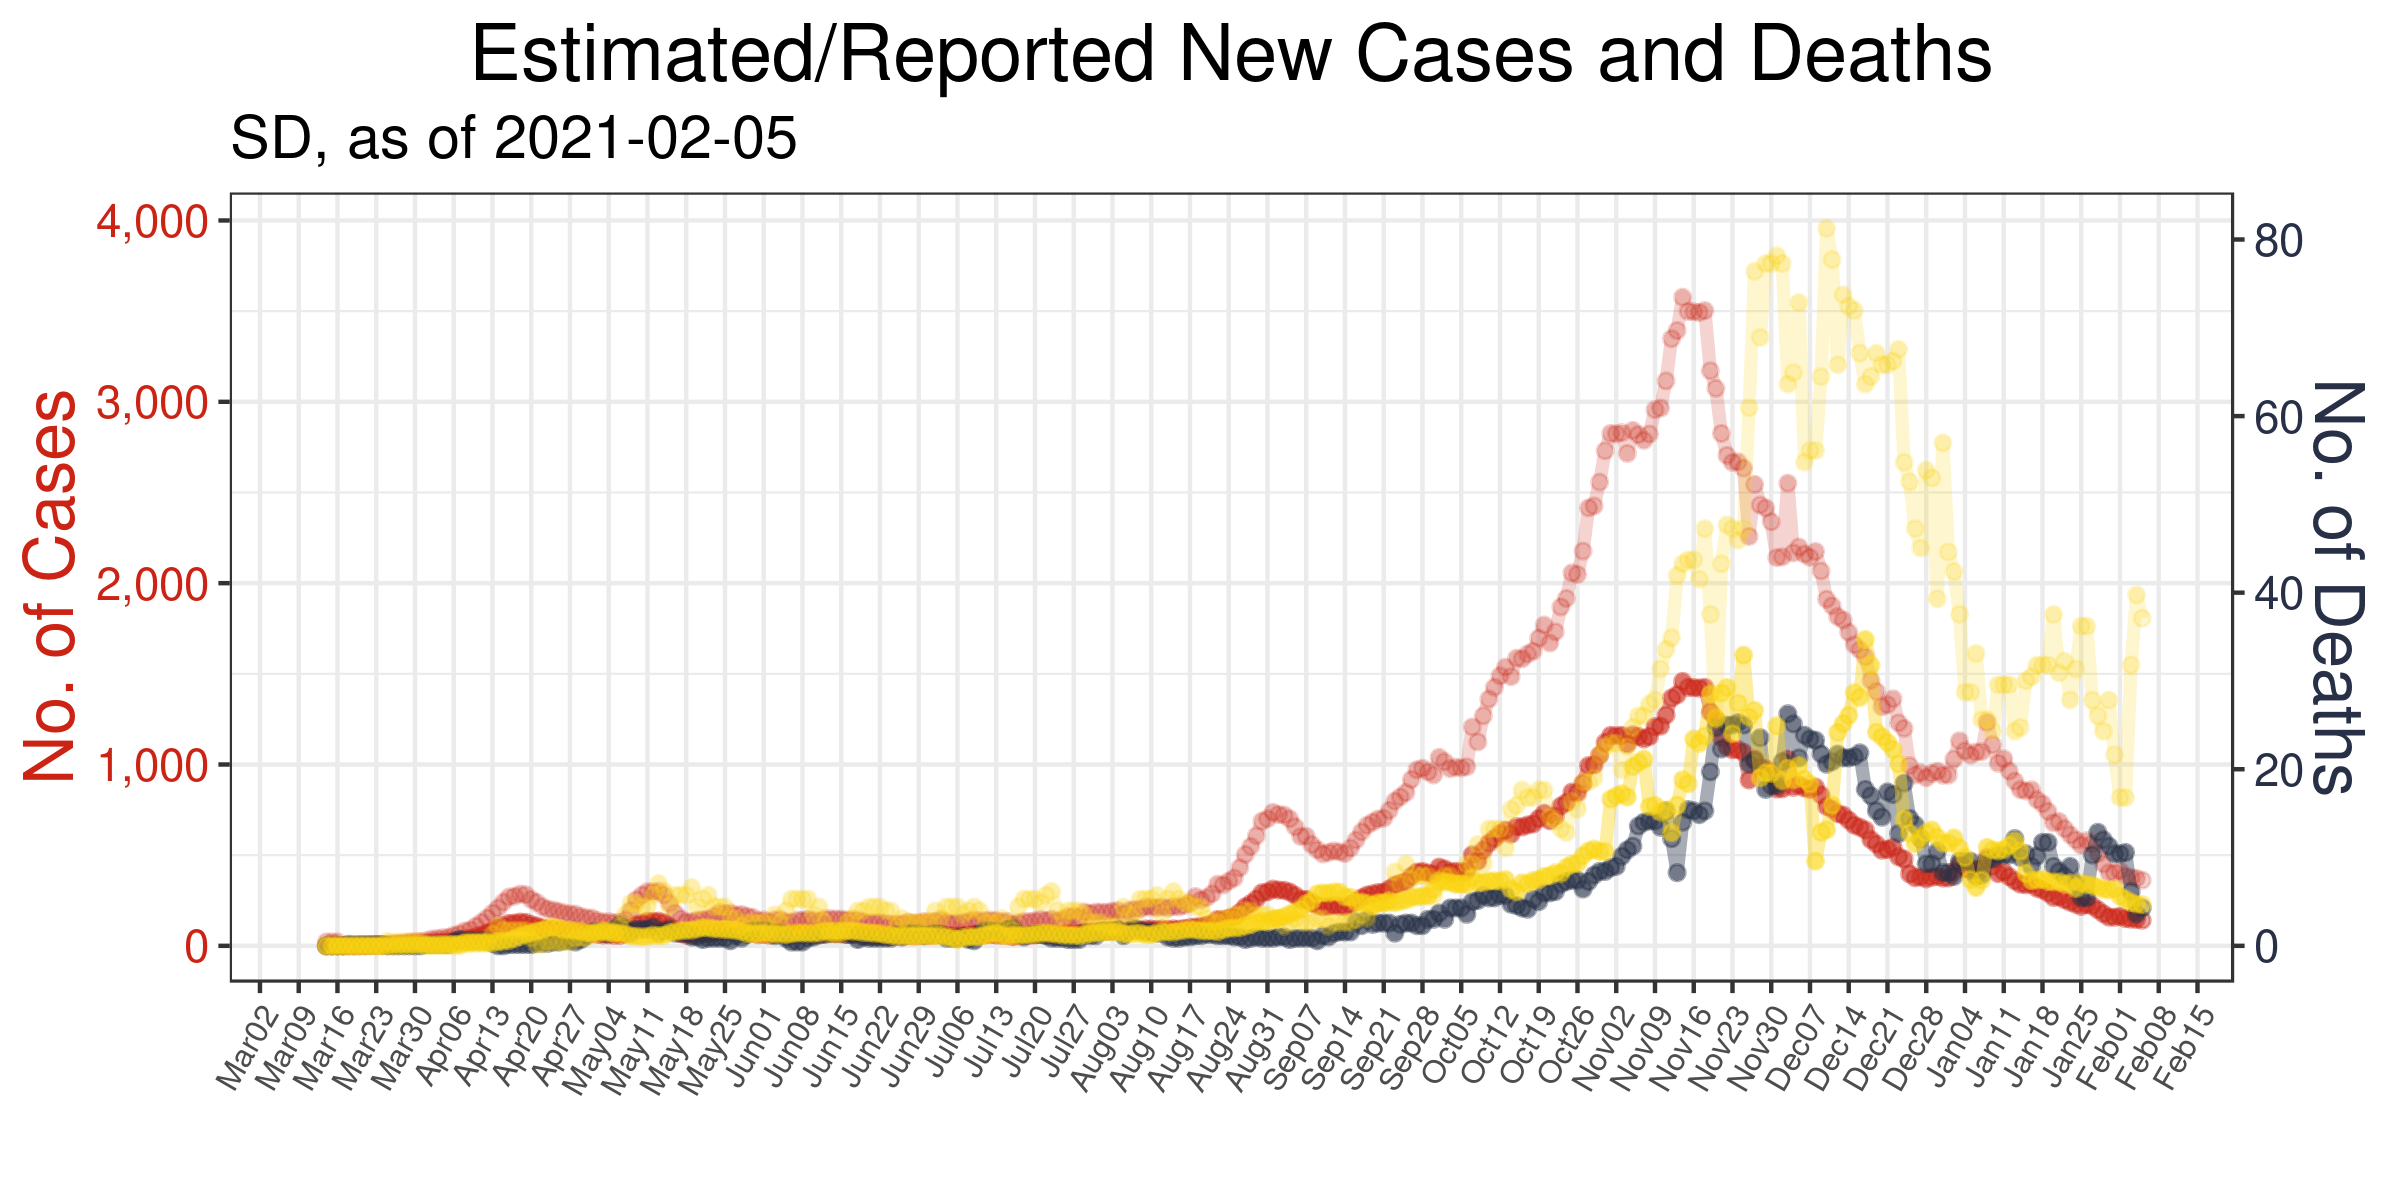 Estimated/Reported New Cases and Deaths
SD, as of 2021-02-05
No. of Cases
4,000
3,000
2,000
1,000
0
80
60
40
20
0
No. of Deaths
Mar02 Mar09 Mar16 Mar23 Mar30 Apr06 Apr13 Apr20 Apr27 May04 May11 May18 May25 Jun01 Jun08 Jun15 Jun22 Jun29 Jul06 Jul13 Jul20 Jul27 Aug03 Aug10 Aug17 Aug24 Aug31 Sep07 Sep14 Sep21 Sep28 Oct05 Oct12 Oct19 Oct26 Nov02 Nov09 Nov16 Nov23 Nov30 Dec07 Dec14 Dec21 Dec28 Jan04 Jan11 Jan18 Jan25 Feb01 Feb08 Feb15